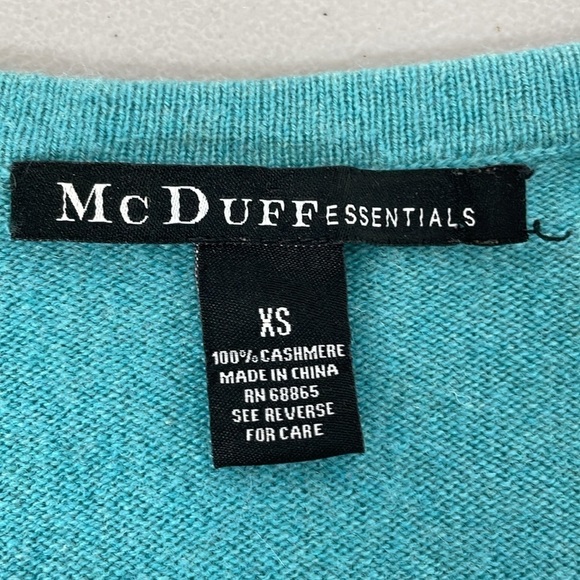 MCDUFF ESSENTIALS
XS
100% CASHMERE
MADE IN CHINA
RN 68865
SEE REVERSE
FOR CARE